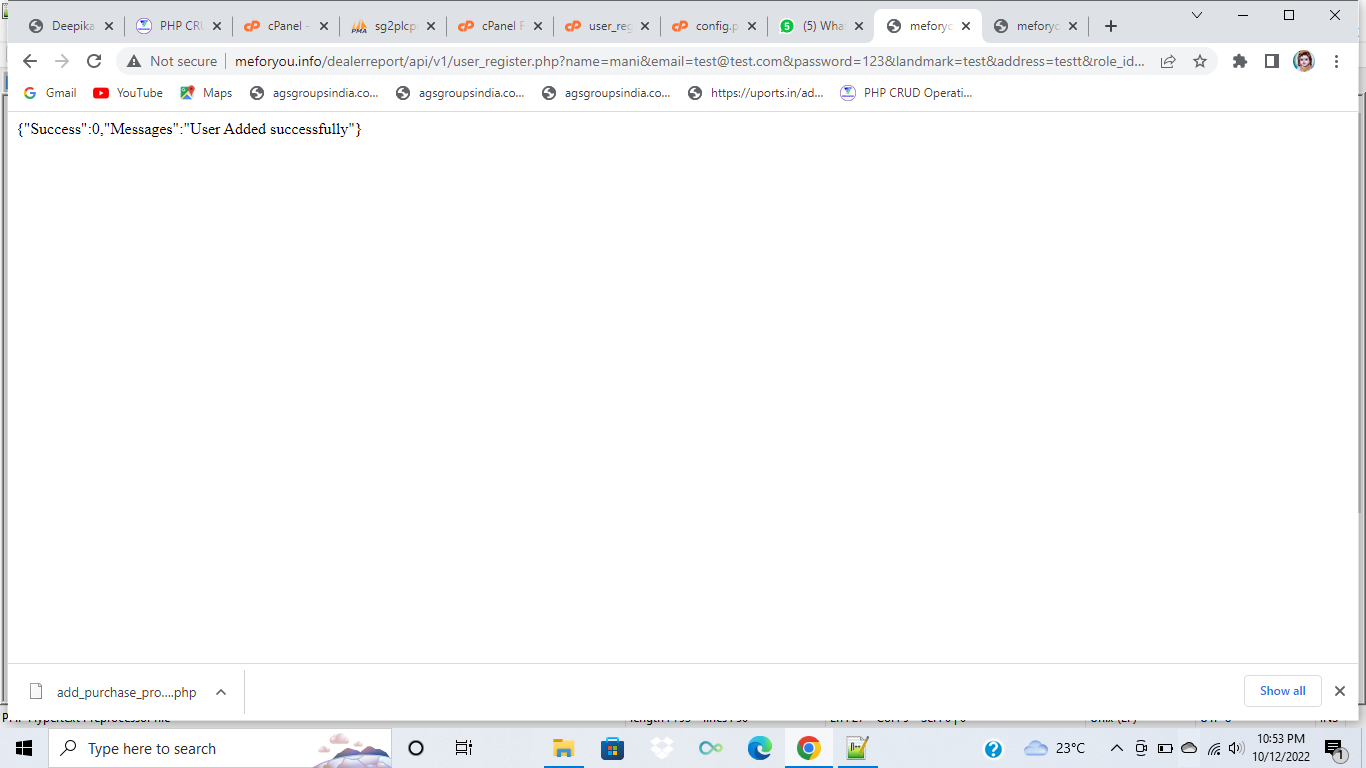 Deepika
PHP CRU
cPanel -
sg2plcp
cPanel F
user_reg
config.p
(5) Wha
meforyo
meforyo
Not secure
meforyou.info/dealerreport/api/v1/user_register.php?name=mani&email=test@test.com&password=123&landmark=test&address=testt&role_id...
Gmail
YouTube
Maps
agsgroupsindia.co...
agsgroupsindia.co...
agsgroupsindia.co...
https://uports.in/ad...
PHP CRUD Operati...
{"Success":0,"Messages":"User Added successfully"}
add_purchase_pro....php
Show all
Type here to search
23°C
10:53 PM
10/12/2022
1